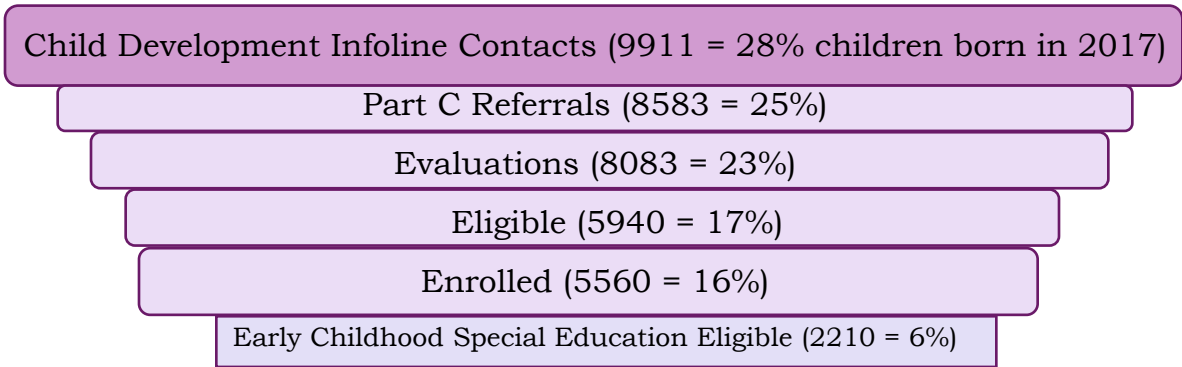 Child Development Infoline Contacts (9911 = 28% children born in 2017)
Part C Referrals (8583 = 25%)
Evaluations (8083 = 23%)
Eligible (5940 = 17%)
Enrolled (5560 = 16%)
Early Childhood Special Education Eligible (2210 = 6%)